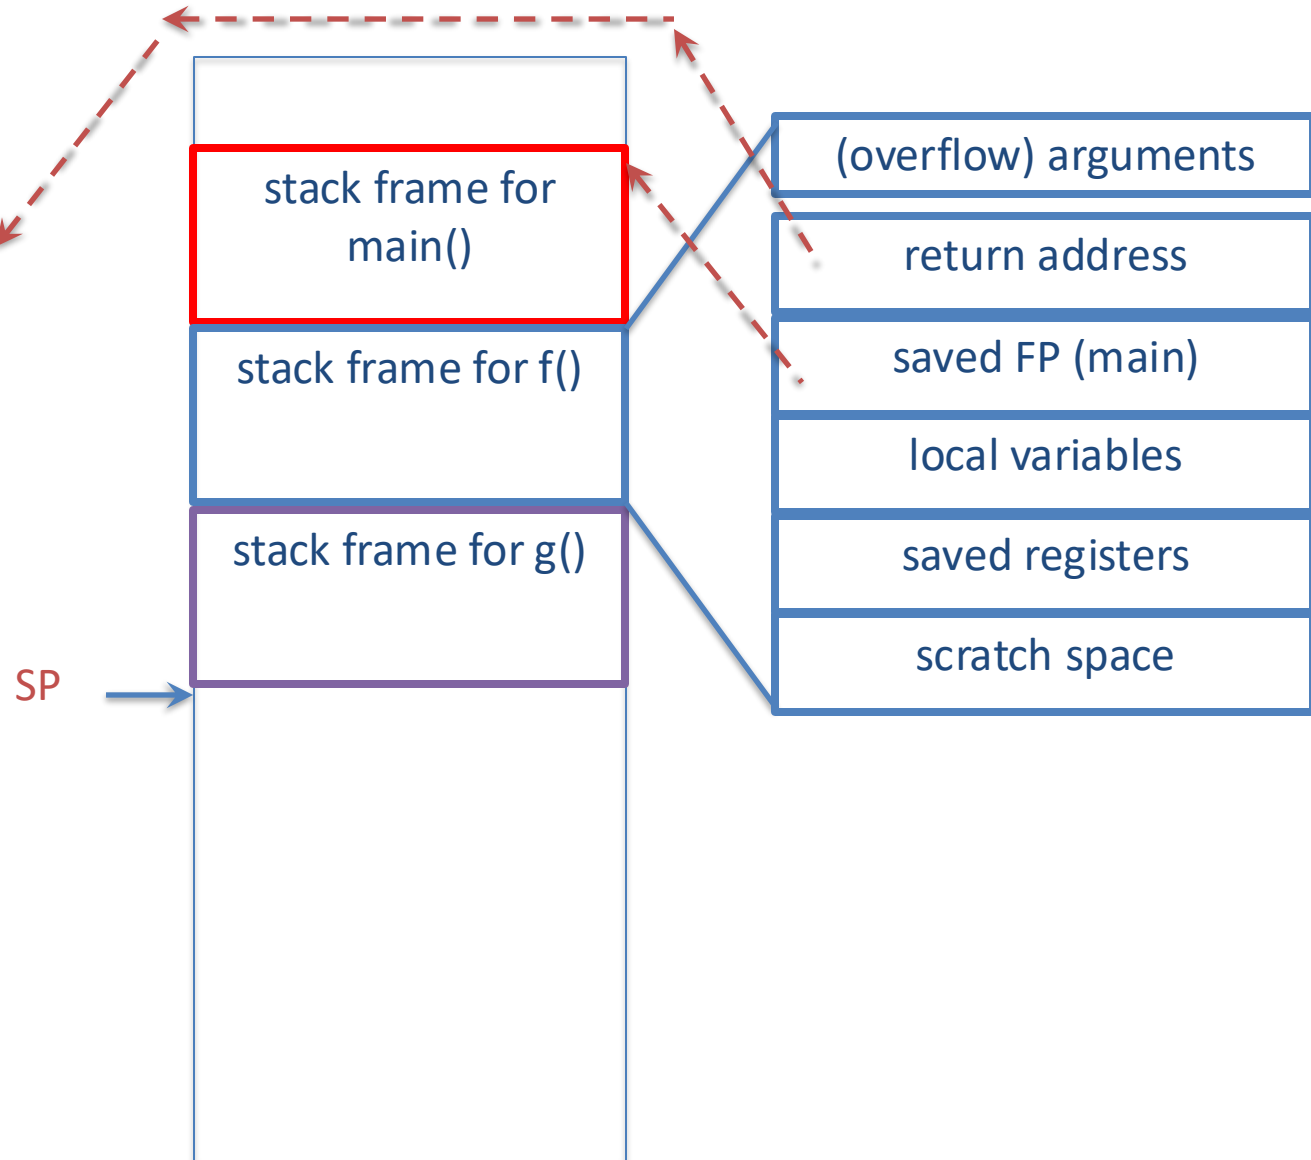 stack frame for
main()
stack frame for f()
stack frame for g()
SP
(overflow) arguments
return address
saved FP (main)
local variables
saved registers
scratch space